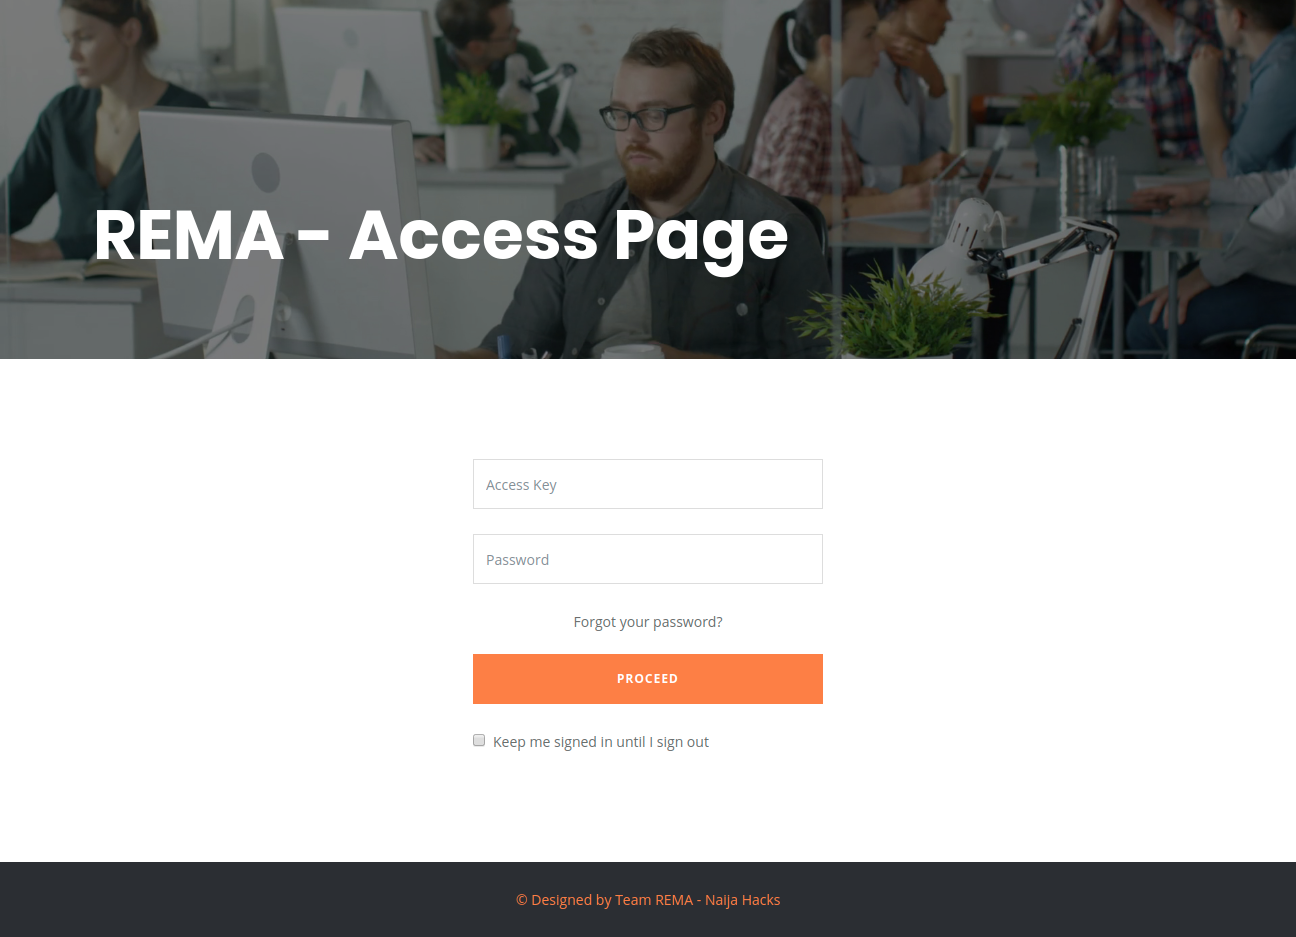 REMA - Access Page
Access Key
Password
Forgot your password?
PROCEED
Keep me signed in until I sign out
© Designed by Team REMA - Naija Hacks